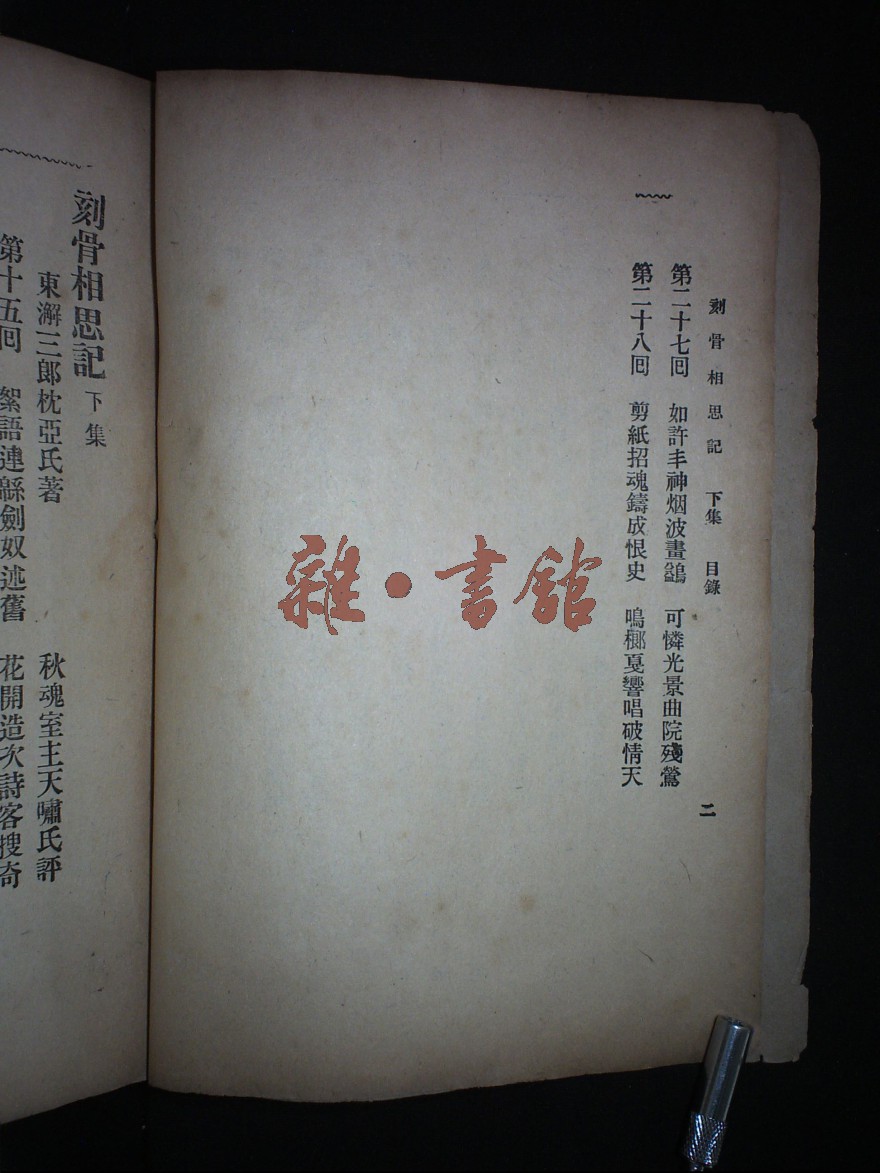 刻骨相思記 下集 目錄 二
第二十七回 如許丰神烟波畫鷁 可憐光景曲院殘鶯
第二十八回 剪紙招魂鑄成恨史 鳴榔戛響唱破情天
刻骨相思記 下集
東澥三郎枕亞氏著 秋魂室主天嘯氏評
第十五回 絮語連緜劍奴述舊 花開造次詩客搜奇
雜·書館